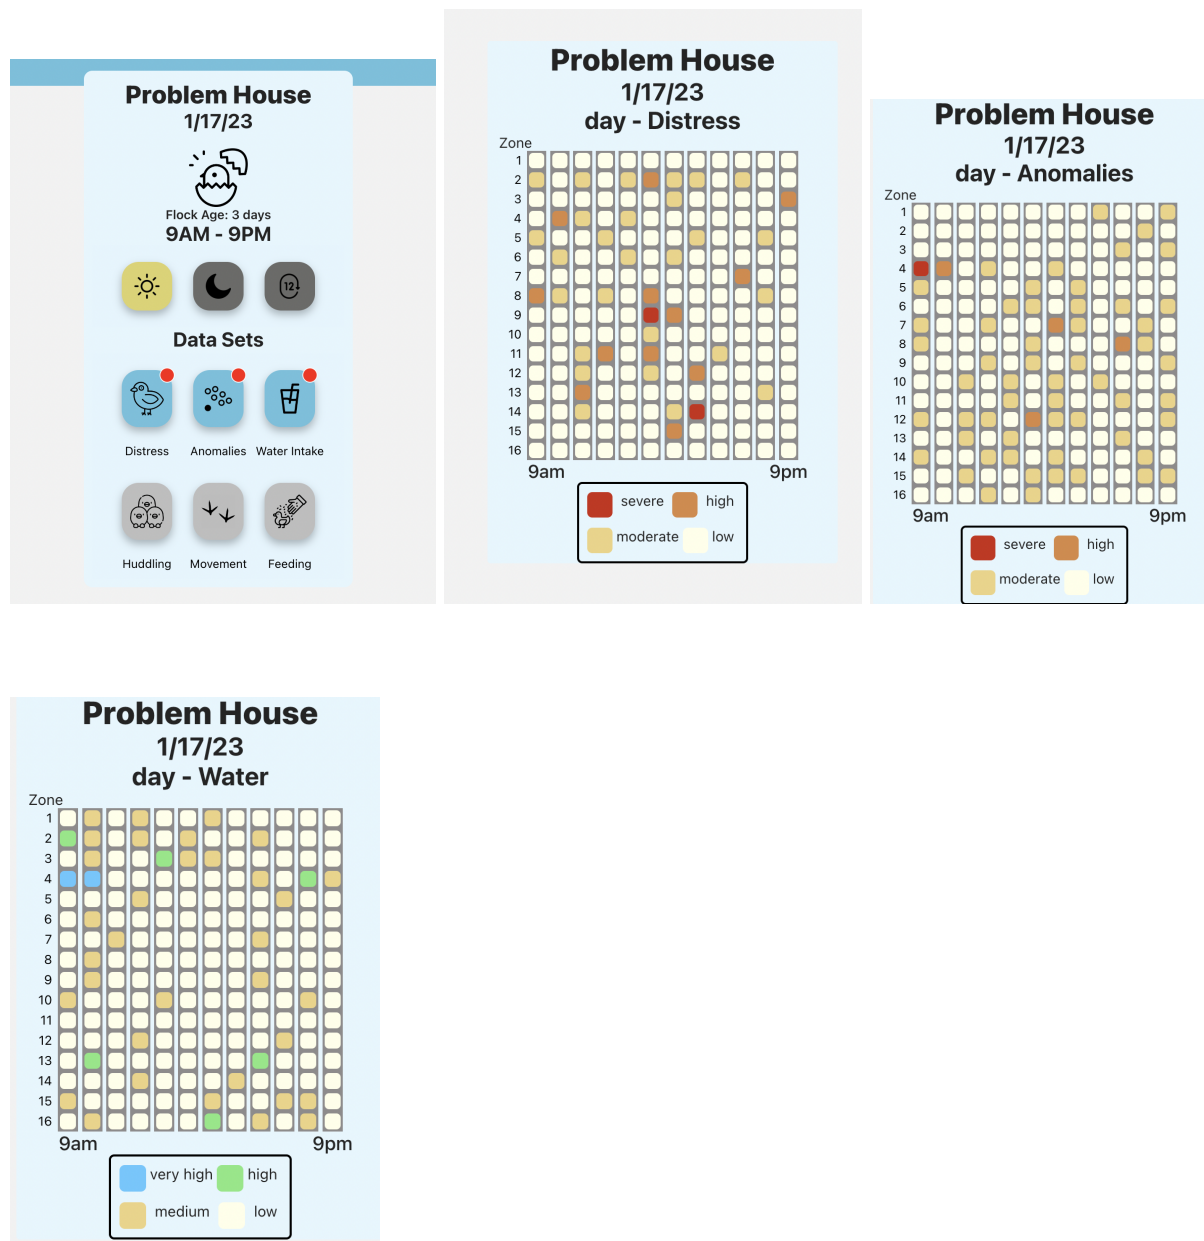 Problem House
1/17/23
Flock Age: 3 days
9AM - 9PM
12
Data Sets
Distress Anomalies Water Intake
Huddling Movement Feeding
Problem House
1/17/23
day - Distress
Zone
1
2
3
4
5
6
7
8
9
10
11
12
13
14
15
16
9am 9pm
severe high
moderate low
Problem House
1/17/23
day - Anomalies
Zone
1
2
3
4
5
6
7
8
9
10
11
12
13
14
15
16
9am 9pm
severe high
moderate low
Problem House
1/17/23
day - Water
Zone
1
2
3
4
5
6
7
8
9
10
11
12
13
14
15
16
9am 9pm
very high high
medium low